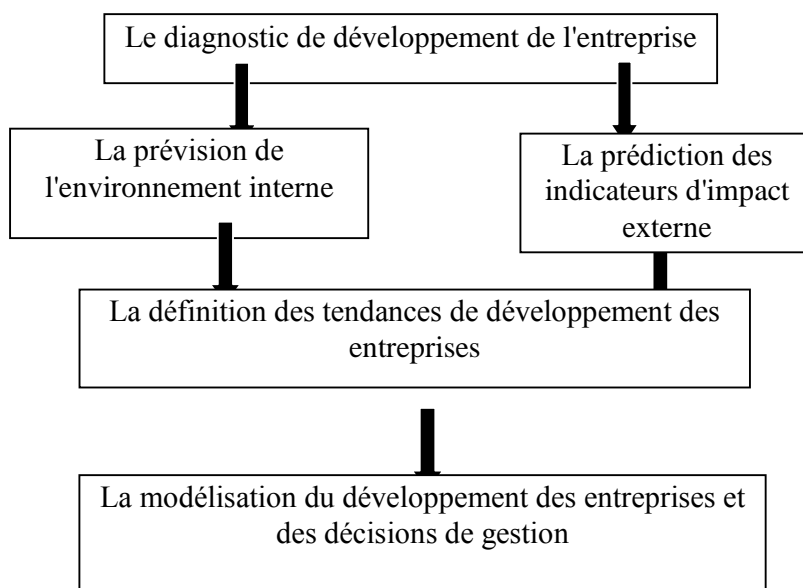 Le diagnostic de développement de l'entreprise
La prévision de
l'environnement interne
La prédiction des
indicateurs d'impact
externe
La définition des tendances de développement des
entreprises
La modélisation du développement des entreprises et
des décisions de gestion